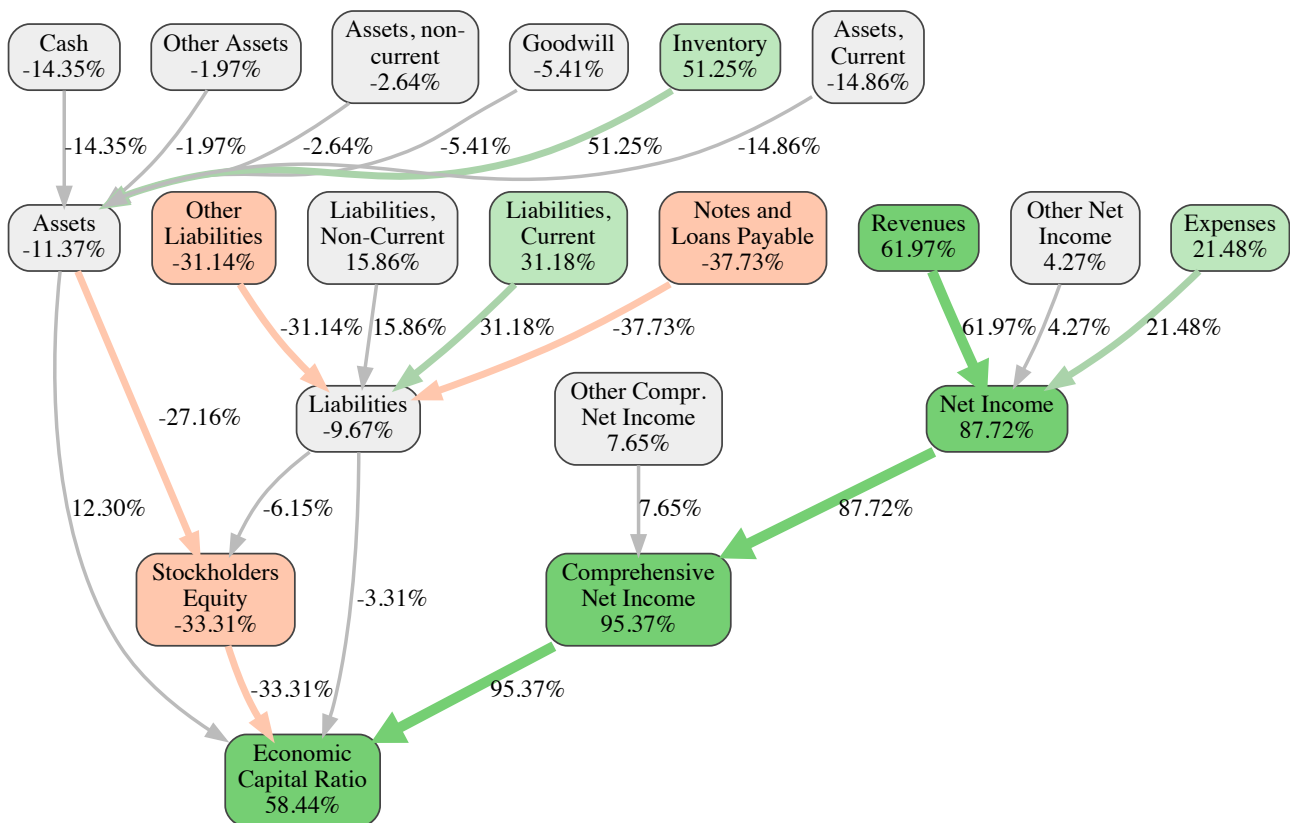 Cash
-14.35%
Other Assets
-1.97%
Assets, non-
current
-2.64%
Goodwill
-5.41%
Inventory
51.25%
Assets,
Current
-14.86%
-14.35%
-1.97%
-2.64%
-5.41%
51.25%
-14.86%
Assets
-11.37%
Other
Liabilities
-31.14%
Liabilities,
Non-Current
15.86%
Liabilities,
Current
31.18%
Notes and
Loans Payable
-37.73%
Revenues
61.97%
Other Net
Income
4.27%
Expenses
21.48%
-31.14%
15.86%
31.18%
-37.73%
61.97%
4.27%
21.48%
-27.16%
Liabilities
-9.67%
Other Compr.
Net Income
7.65%
Net Income
87.72%
12.30%
-6.15%
7.65%
87.72%
Stockholders
Equity
-33.31%
-3.31%
Comprehensive
Net Income
95.37%
-33.31%
95.37%
Economic
Capital Ratio
58.44%